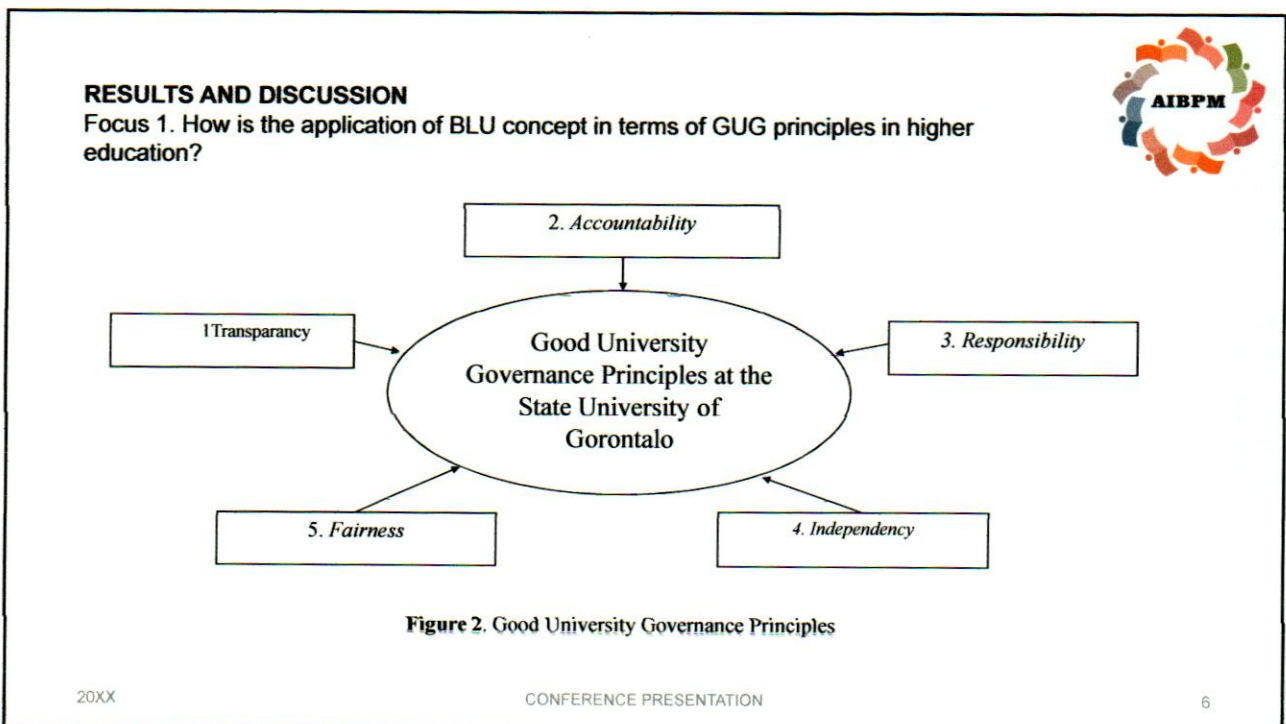 RESULTS AND DISCUSSION
Focus 1. How is the application of BLU concept in terms of GUG principles in higher
education?
AIBPM
2. Accountability
1Transparancy
Good University
Governance Principles at the
State University of
Gorontalo
3. Responsibility
5. Fairness
4. Independency
Figure 2. Good University Governance Principles
20XX
CONFERENCE PRESENTATION
6